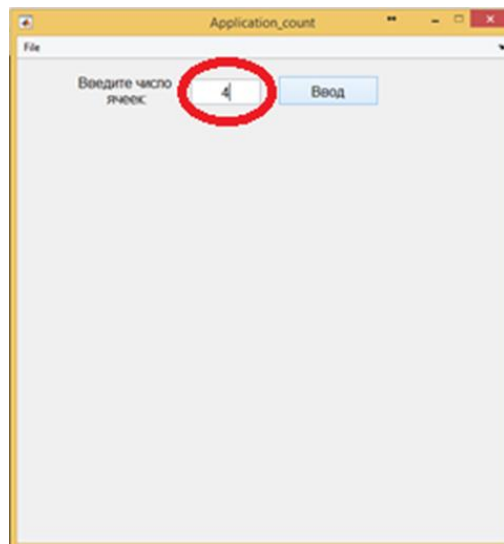 Application_count
File
Введите число
ячеек:
4
Ввод